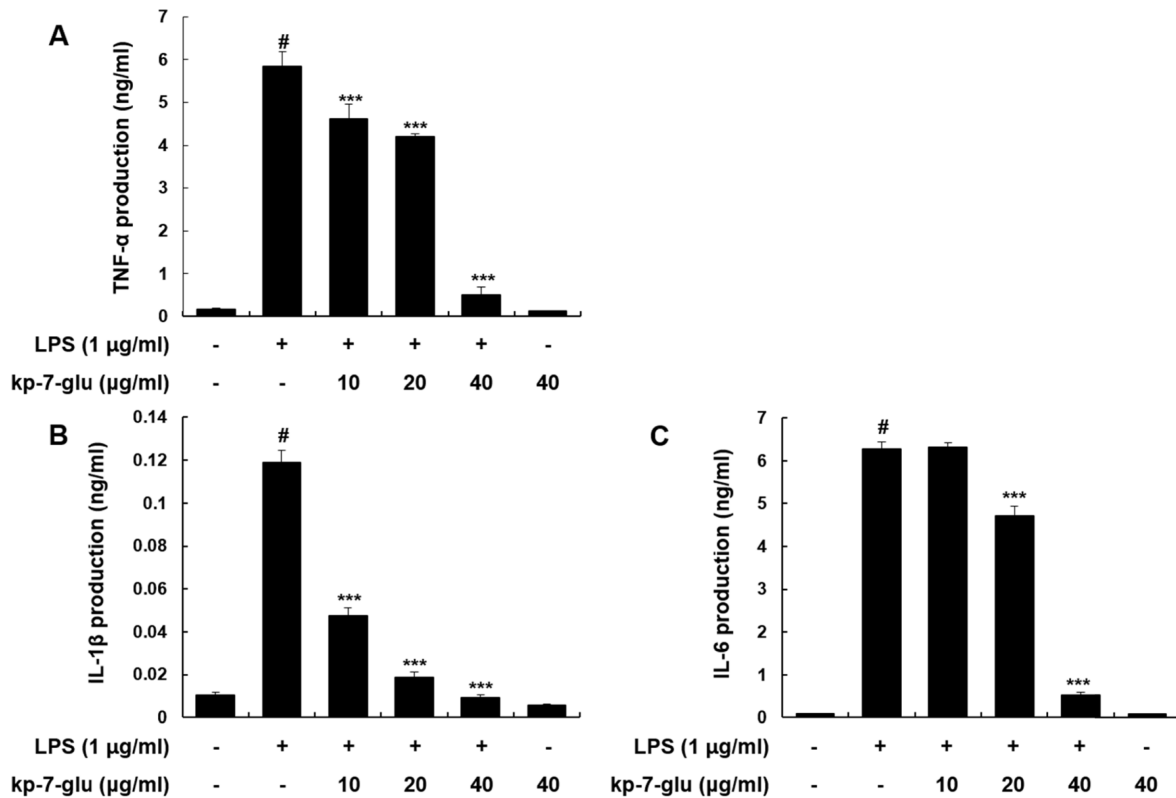 A
TNF-α production (ng/ml)
7
6
5
4
3
2
1
0
#
***
***
***
LPS (1 µg/ml) - + + + + -
kp-7-glu (µg/ml) - - 10 20 40 40
B
IL-1β production (ng/ml)
0.14
0.12
0.1
0.08
0.06
0.04
0.02
0
#
***
***
***
LPS (1 µg/ml) - + + + + -
kp-7-glu (µg/ml) - - 10 20 40 40
C
IL-6 production (ng/ml)
7
6
5
4
3
2
1
0
#
***
***
LPS (1 µg/ml) - + + + + -
kp-7-glu (µg/ml) - - 10 20 40 40